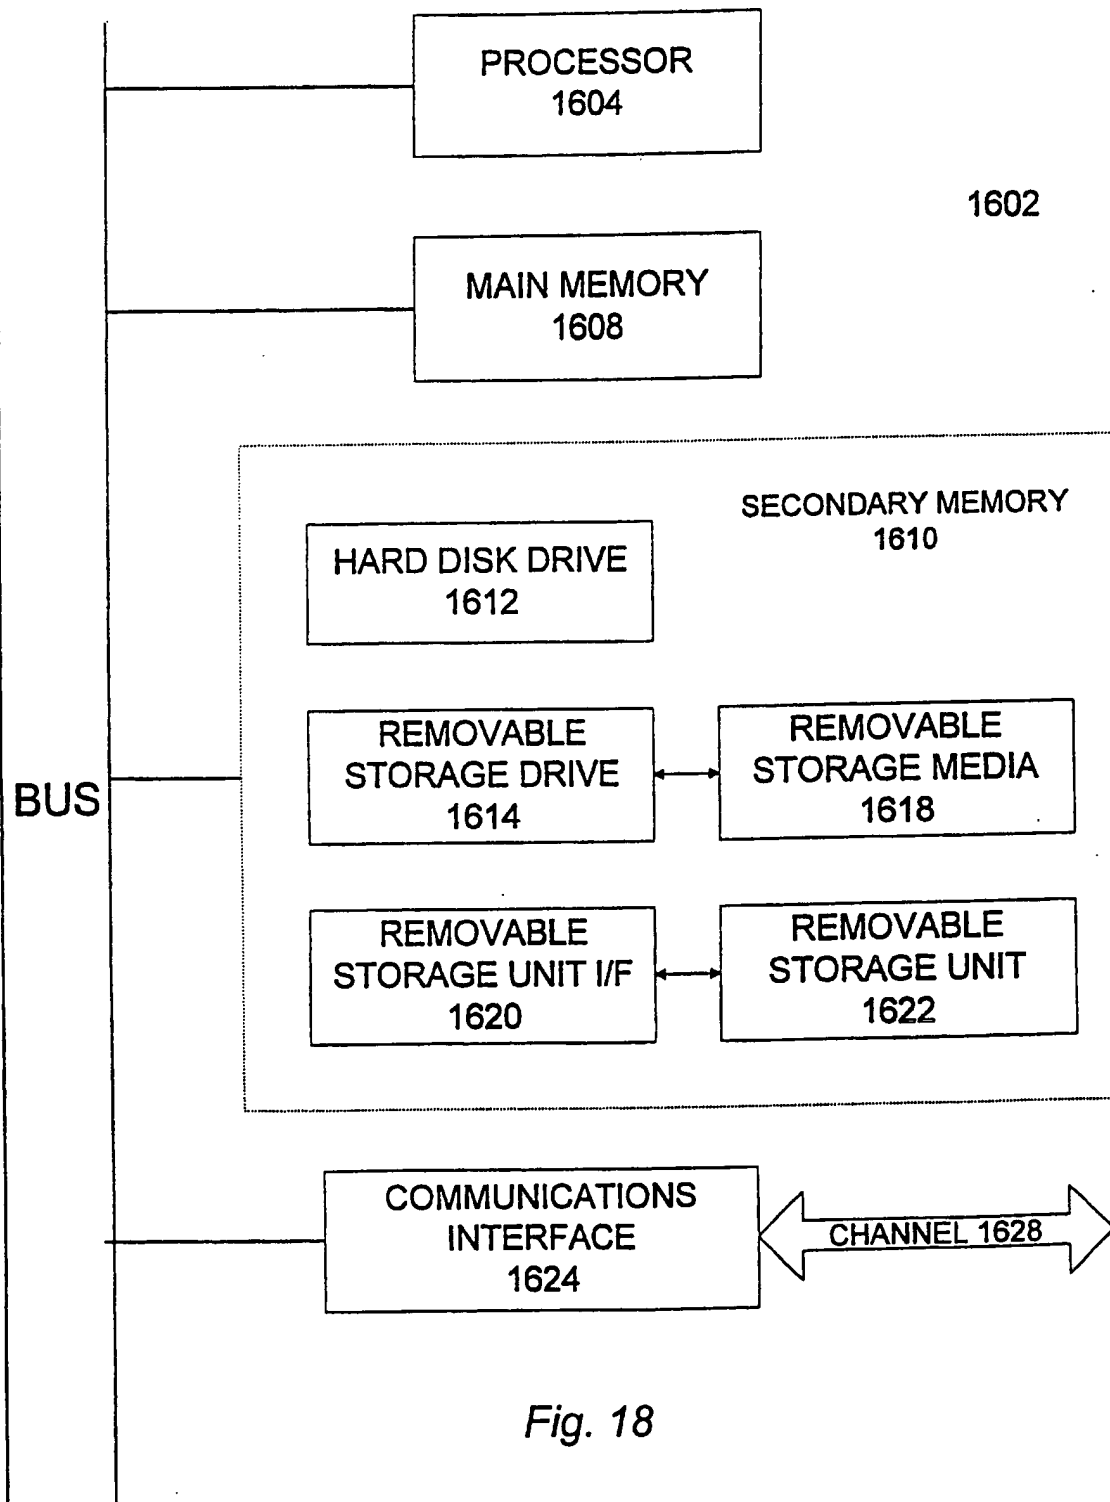 PROCESSOR
1604
1602
MAIN MEMORY
1608
SECONDARY MEMORY
1610
HARD DISK DRIVE
1612
REMOVABLE
STORAGE DRIVE
1614
REMOVABLE
STORAGE MEDIA
1618
BUS
REMOVABLE
STORAGE UNIT I/F
1620
REMOVABLE
STORAGE UNIT
1622
COMMUNICATIONS
INTERFACE
1624
CHANNEL 1628
Fig. 18